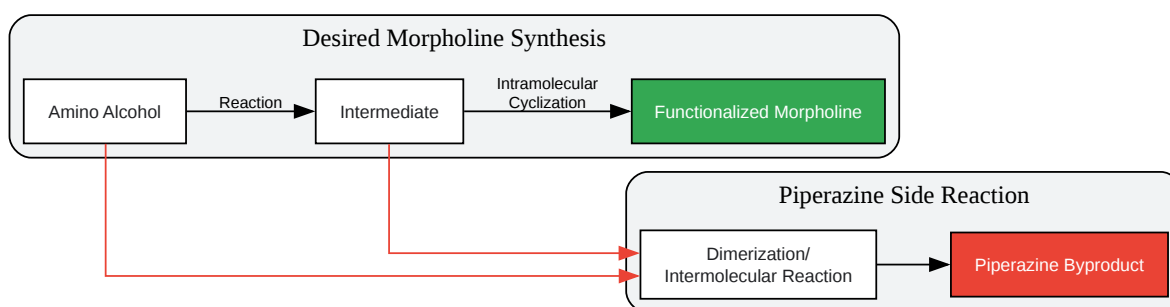 Desired Morpholine Synthesis
Amino Alcohol
Reaction
Intermediate
Intramolecular
Cyclization
Functionalized Morpholine
Piperazine Side Reaction
Dimerization/
Intermolecular Reaction
Piperazine Byproduct